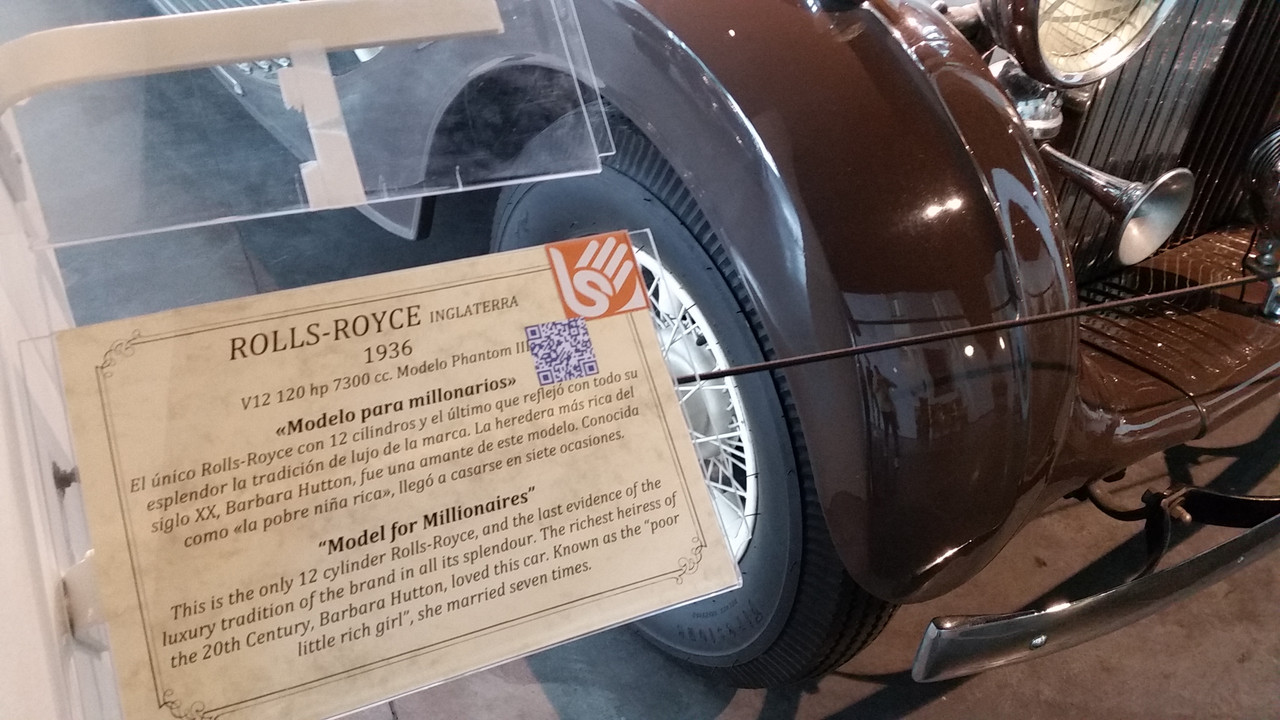 ROLLS-ROYCE INGLATERRA
1936
V12 120 hp 7300 cc. Modelo Phantom III
«Modelo para millonarios»
El único Rolls-Royce con 12 cilindros y el último que reflejó con todo su
esplendor la tradición de lujo de la marca. La heredera más rica del
siglo XX, Barbara Hutton, fue una amante de este modelo. Conocida
como «la pobre niña rica», llegó a casarse en siete ocasiones.
“Model for Millionaires”
This is the only 12 cylinder Rolls-Royce, and the last evidence of the
luxury tradition of the brand in all its splendour. The richest heiress of
the 20th Century, Barbara Hutton, loved this car. Known as the “poor
little rich girl”, she married seven times.